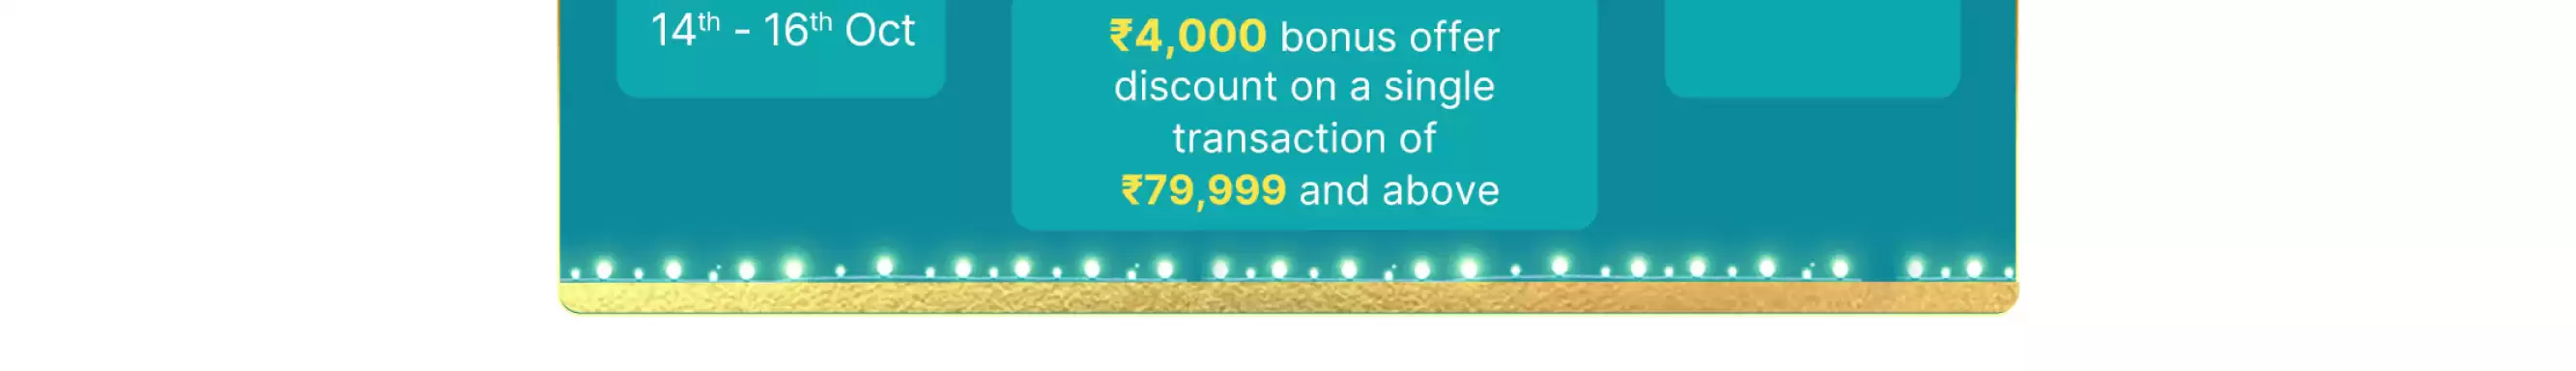 14th - 16th Oct
₹4,000 bonus offer
discount on a single
transaction of
₹79,999 and above